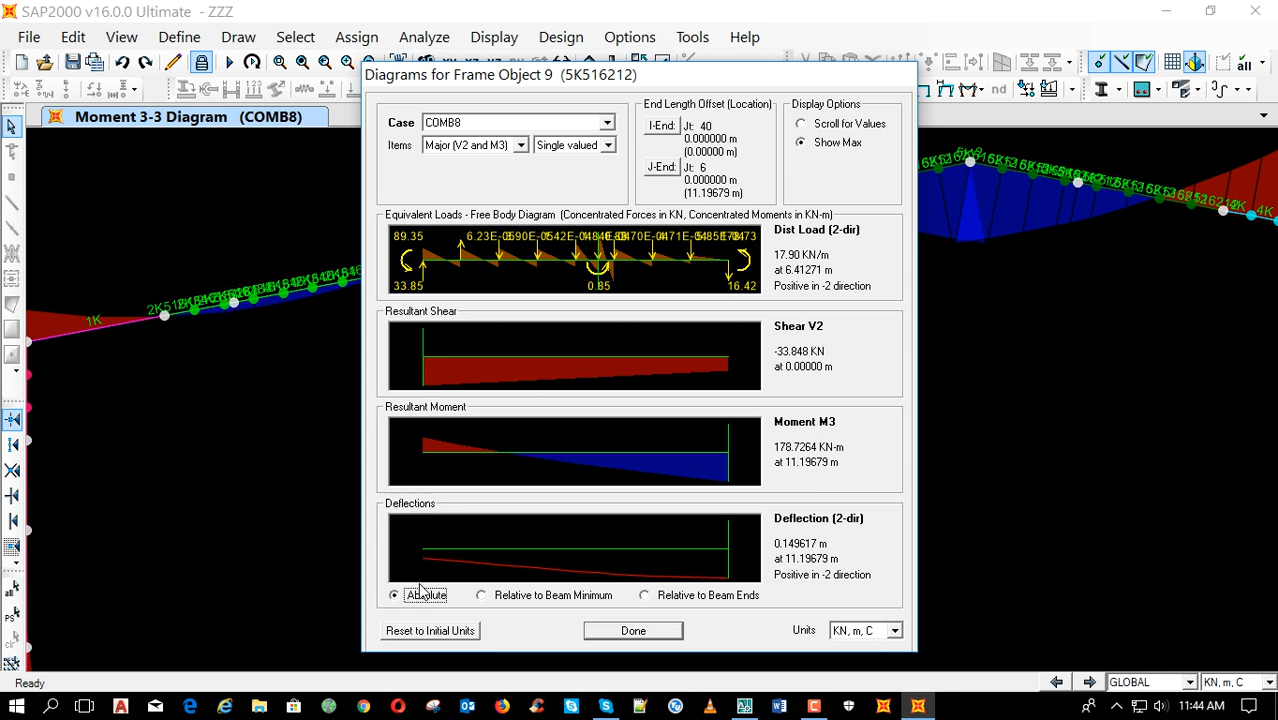 SAP2000 v16.0.0 Ultimate - ZZZ
File Edit View Define Draw Select Assign Analyze Display Design Options Tools Help
nd
all
Moment 3-3 Diagram (COMB8)
Diagrams for Frame Object 9 (5K516212)
Case COMB8
Items Major (V2 and M3) Single valued
End Length Offset (Location)
I-End: Jt: 40
0.000000 m
(0.00000 m)
J-End: Jt: 6
0.000000 m
(11.19679 m)
Display Options
Scroll for Values
Show Max
Equivalent Loads - Free Body Diagram (Concentrated Forces in KN, Concentrated Moments in KN-m)
89.35
33.85 0.85 16.42
Dist Load (2-dir)
17.90 KN/m
at 6.41271 m
Positive in -2 direction
Resultant Shear
Shear V2
-33.848 KN
at 0.00000 m
Resultant Moment
Moment M3
178.7264 KN-m
at 11.19679 m
Deflections
Deflection (2-dir)
0.149617 m
at 11.19679 m
Positive in -2 direction
Absolute Relative to Beam Minimum Relative to Beam Ends
Reset to Initial Units Done Units KN, m, C
1K
4K
Ready GLOBAL KN, m, C
11:44 AM